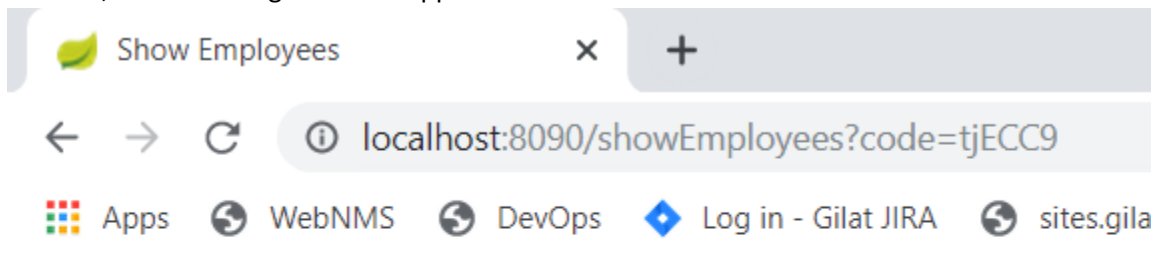 Show Employees
localhost:8090/showEmployees?code=tjECC9
Apps WebNMS DevOps Log in - Gilat JIRA sites.gila